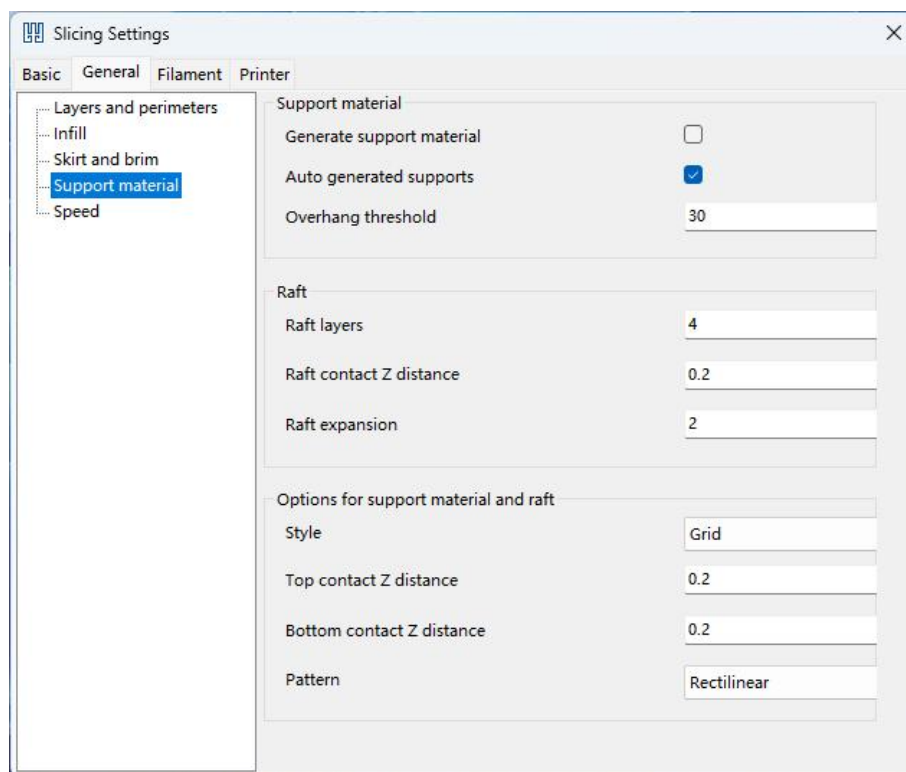 Slicing Settings
Basic General Filament Printer
Layers and perimeters
Infill
Skirt and brim
Support material
Speed
Support material
Generate support material
Auto generated supports
Overhang threshold 30
Raft
Raft layers 4
Raft contact Z distance 0.2
Raft expansion 2
Options for support material and raft
Style Grid
Top contact Z distance 0.2
Bottom contact Z distance 0.2
Pattern Rectilinear